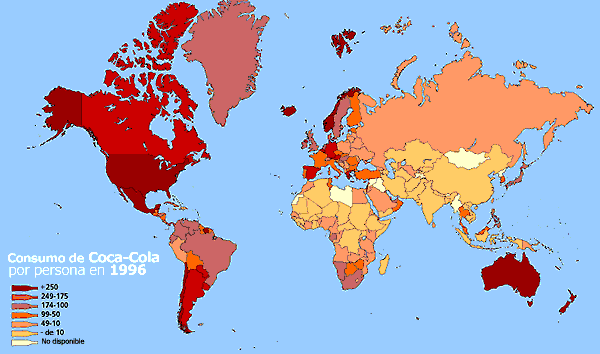 Consumo de Coca-Cola
por persona en 1996
+250
249-175
174-100
99-50
49-10
- de 10
No disponible